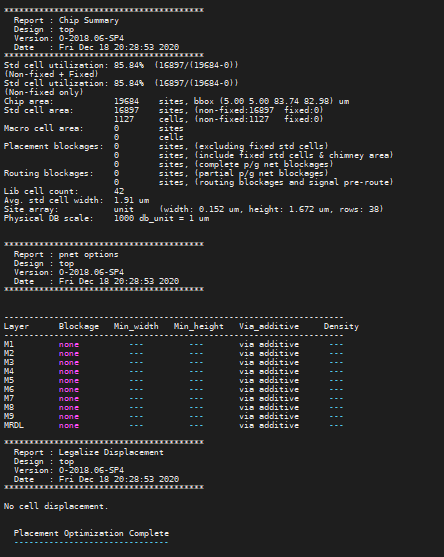 ****************************************
Report : Chip Summary
Design : top
Version: O-2018.06-SP4
Date   : Fri Dec 18 20:28:53 2020
****************************************
Std cell utilization: 85.84%  (16897/(19684-0))
(Non-fixed + Fixed)
Std cell utilization: 85.84%  (16897/(19684-0))
(Non-fixed only)
Chip area:            19684    sites, bbox (5.00 5.00 83.74 82.98) um
Std cell area:        16897    sites, (non-fixed:16897  fixed:0)
                      1127     cells, (non-fixed:1127   fixed:0)
Macro cell area:      0        sites
                      0        cells
Placement blockages:  0        sites, (excluding fixed std cells)
                      0        sites, (include fixed std cells & chimney area)
                      0        sites, (complete p/g net blockages)
Routing blockages:    0        sites, (partial p/g net blockages)
                      0        sites, (routing blockages and signal pre-route)
Lib cell count:       42
Avg. std cell width:  1.91 um
Site array:           unit     (width: 0.152 um, height: 1.672 um, rows: 38)
Physical DB scale:    1000 db_unit = 1 um
****************************************
Report : pnet options
Design : top
Version: O-2018.06-SP4
Date   : Fri Dec 18 20:28:53 2020
****************************************
--------------------------------------------------------------------
Layer      Blockage   Min_width   Min_height   Via_additive     Density
--------------------------------------------------------------------
M1         none          ---         ---       via additive      ---
M2         none          ---         ---       via additive      ---
M3         none          ---         ---       via additive      ---
M4         none          ---         ---       via additive      ---
M5         none          ---         ---       via additive      ---
M6         none          ---         ---       via additive      ---
M7         none          ---         ---       via additive      ---
M8         none          ---         ---       via additive      ---
M9         none          ---         ---       via additive      ---
MRDL       none          ---         ---       via additive      ---
****************************************
Report : Legalize Displacement
Design : top
Version: O-2018.06-SP4
Date   : Fri Dec 18 20:28:53 2020
****************************************
No cell displacement.
Placement Optimization Complete
-------------------------------